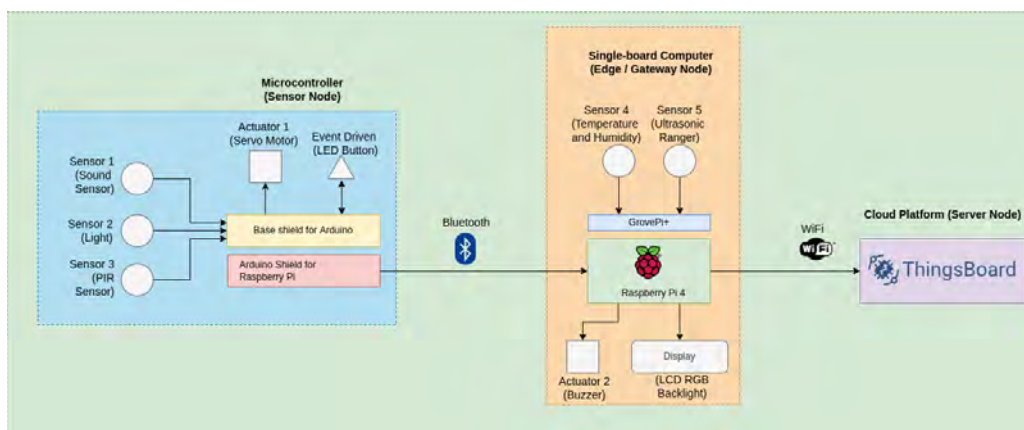 Microcontroller
(Sensor Node)
Sensor 1
(Sound
Sensor)
Sensor 2
(Light)
Sensor 3
(PIR
Sensor)
Actuator 1
(Servo Motor)
Event Driven
(LED Button)
Base shield for Arduino
Arduino Shield for
Raspberry Pi
Bluetooth
Single-board Computer
(Edge / Gateway Node)
Sensor 4
(Temperature
and Humidity)
Sensor 5
(Ultrasonic
Ranger)
GrovePi+
Raspberry Pi 4
Actuator 2
(Buzzer)
Display
(LCD RGB
Backlight)
WiFi
Wi Fi
Cloud Platform (Server Node)
ThingsBoard